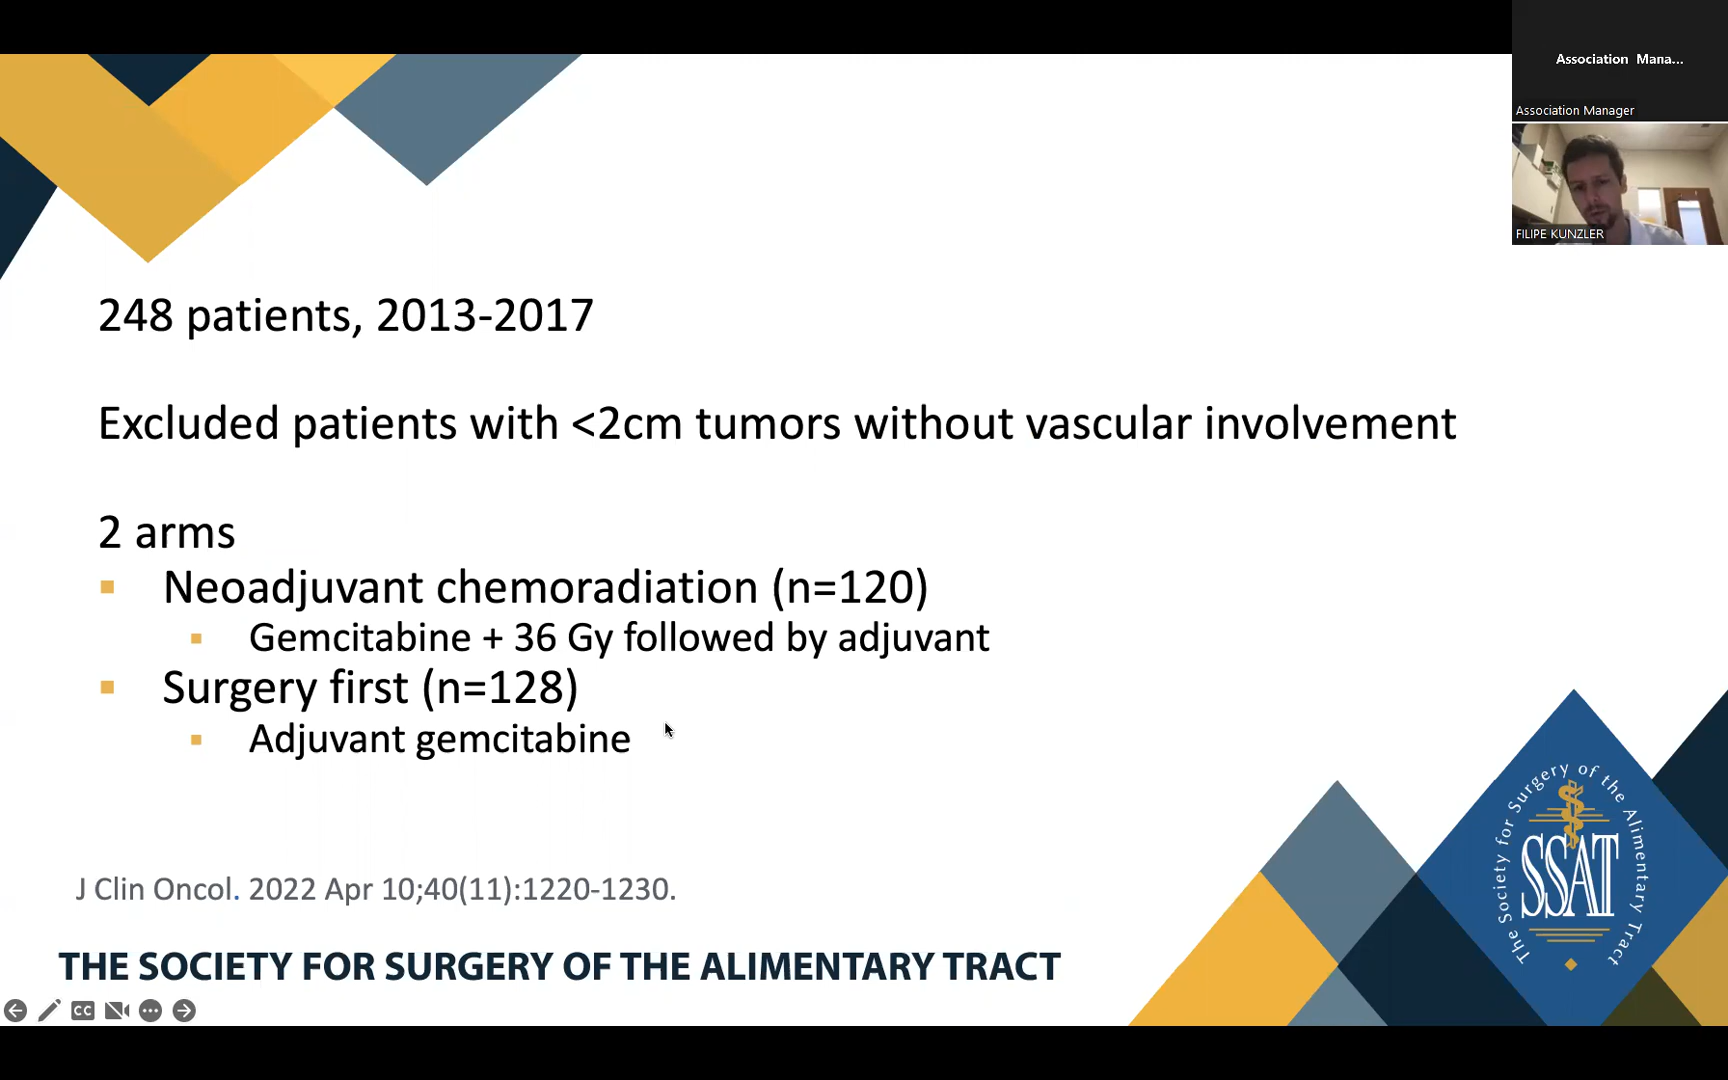 Association Mana...
Association Manager
FILIPE KUNZLER
248 patients, 2013-2017
Excluded patients with <2cm tumors without vascular involvement
2 arms
Neoadjuvant chemoradiation (n=120)
Gemcitabine + 36 Gy followed by adjuvant
Surgery first (n=128)
Adjuvant gemcitabine
J Clin Oncol. 2022 Apr 10;40(11):1220-1230.
THE SOCIETY FOR SURGERY OF THE ALIMENTARY TRACT
The Society for Surgery of the Alimentary Tract
SSAT
CC